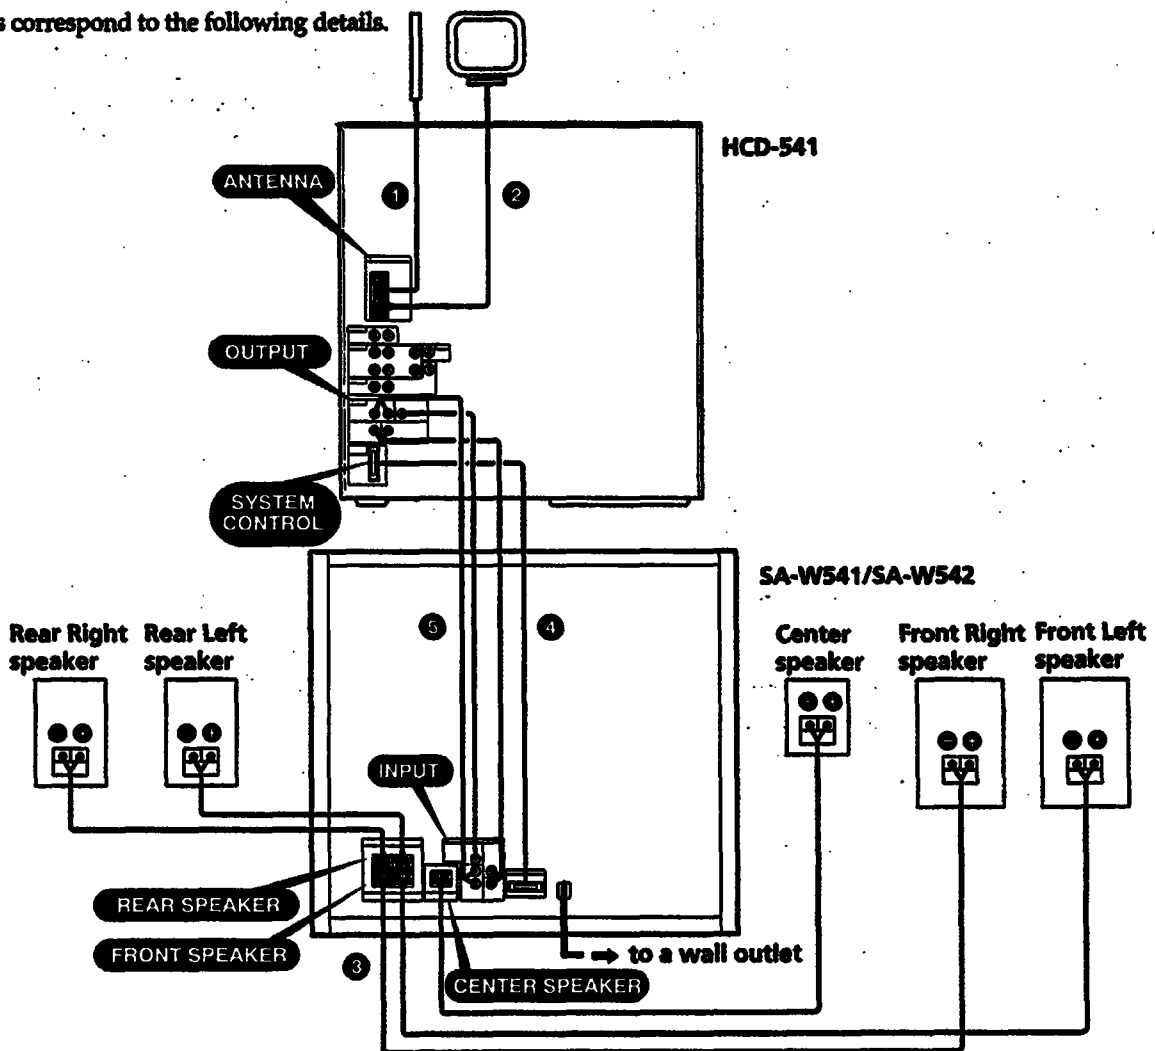 s correspond to the following details.
HCD-541
ANTENNA
1
2
OUTPUT
SYSTEM
CONTROL
SA-W541/SA-W542
5
4
Rear Right
speaker
Rear Left
speaker
Center
speaker
Front Right
speaker
Front Left
speaker
INPUT
REAR SPEAKER
FRONT SPEAKER
3
CENTER SPEAKER
to a wall outlet